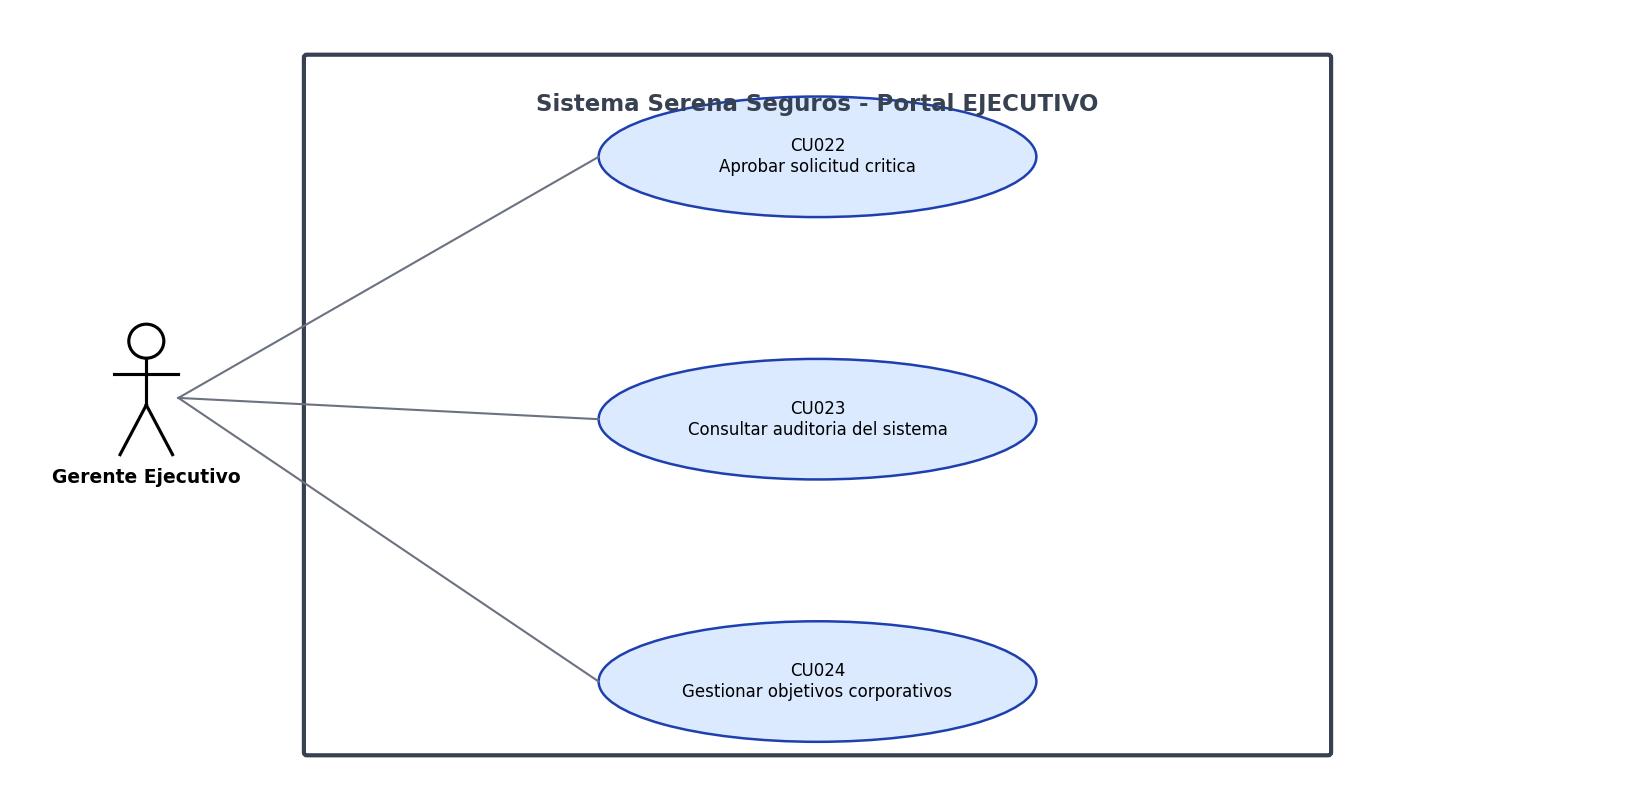 Sistema Serena Seguros - Portal EJECUTIVO
CU022
Aprobar solicitud critica
CU023
Consultar auditoria del sistema
Gerente Ejecutivo
CU024
Gestionar objetivos corporativos